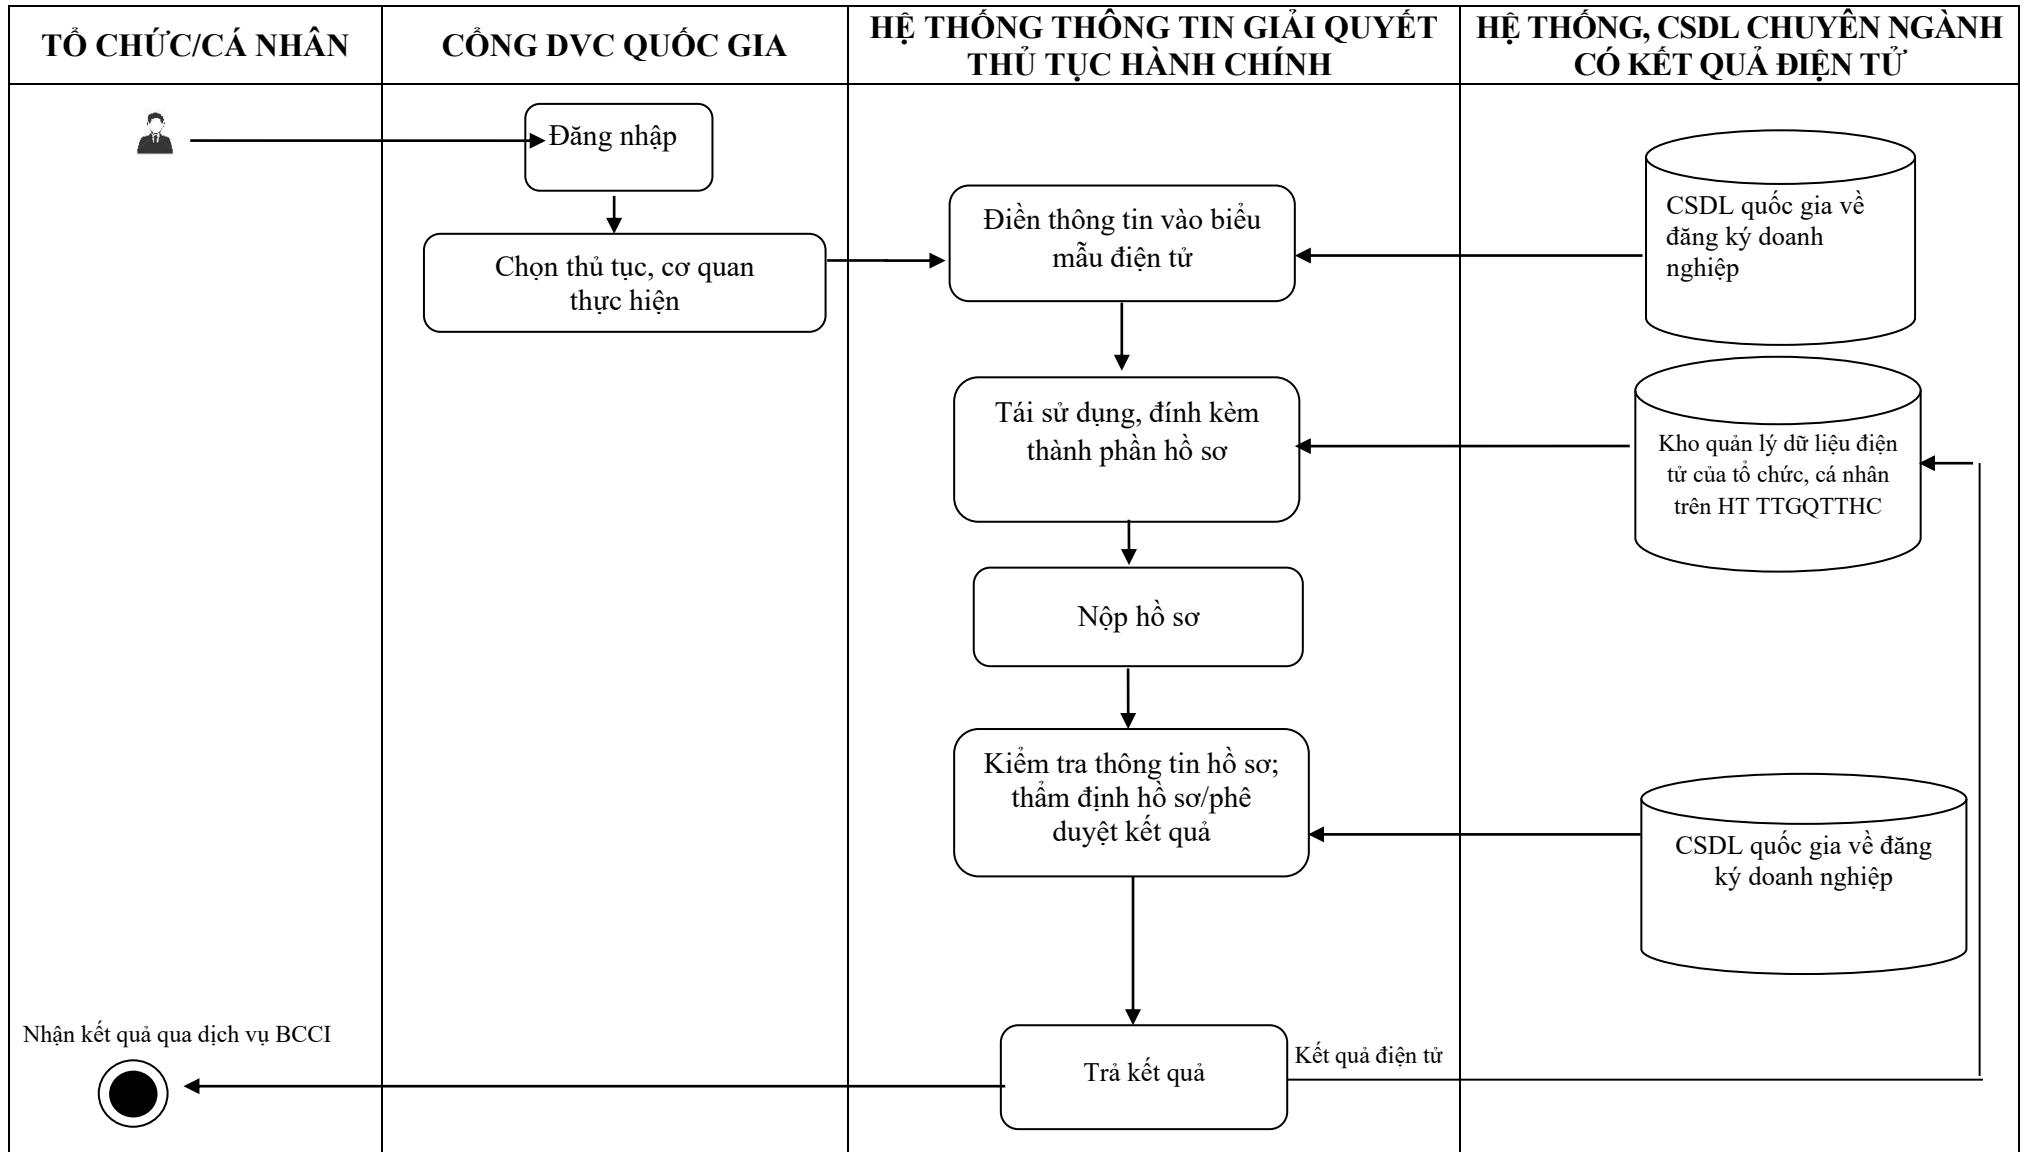 TỔ CHỨC/CÁ NHÂN
CỔNG DVC QUỐC GIA
HỆ THỐNG THÔNG TIN GIẢI QUYẾT
THỦ TỤC HÀNH CHÍNH
HỆ THỐNG, CSDL CHUYÊN NGÀNH
CÓ KẾT QUẢ ĐIỆN TỬ
Đăng nhập
Chọn thủ tục, cơ quan
thực hiện
Điền thông tin vào biểu
mẫu điện tử
CSDL quốc gia về
đăng ký doanh
nghiệp
Tái sử dụng, đính kèm
thành phần hồ sơ
Kho quản lý dữ liệu điện
tử của tổ chức, cá nhân
trên HT TTGQTTHC
Nộp hồ sơ
Kiểm tra thông tin hồ sơ;
thẩm định hồ sơ/phê
duyệt kết quả
CSDL quốc gia về đăng
ký doanh nghiệp
Nhận kết quả qua dịch vụ BCCI
Trả kết quả
Kết quả điện tử